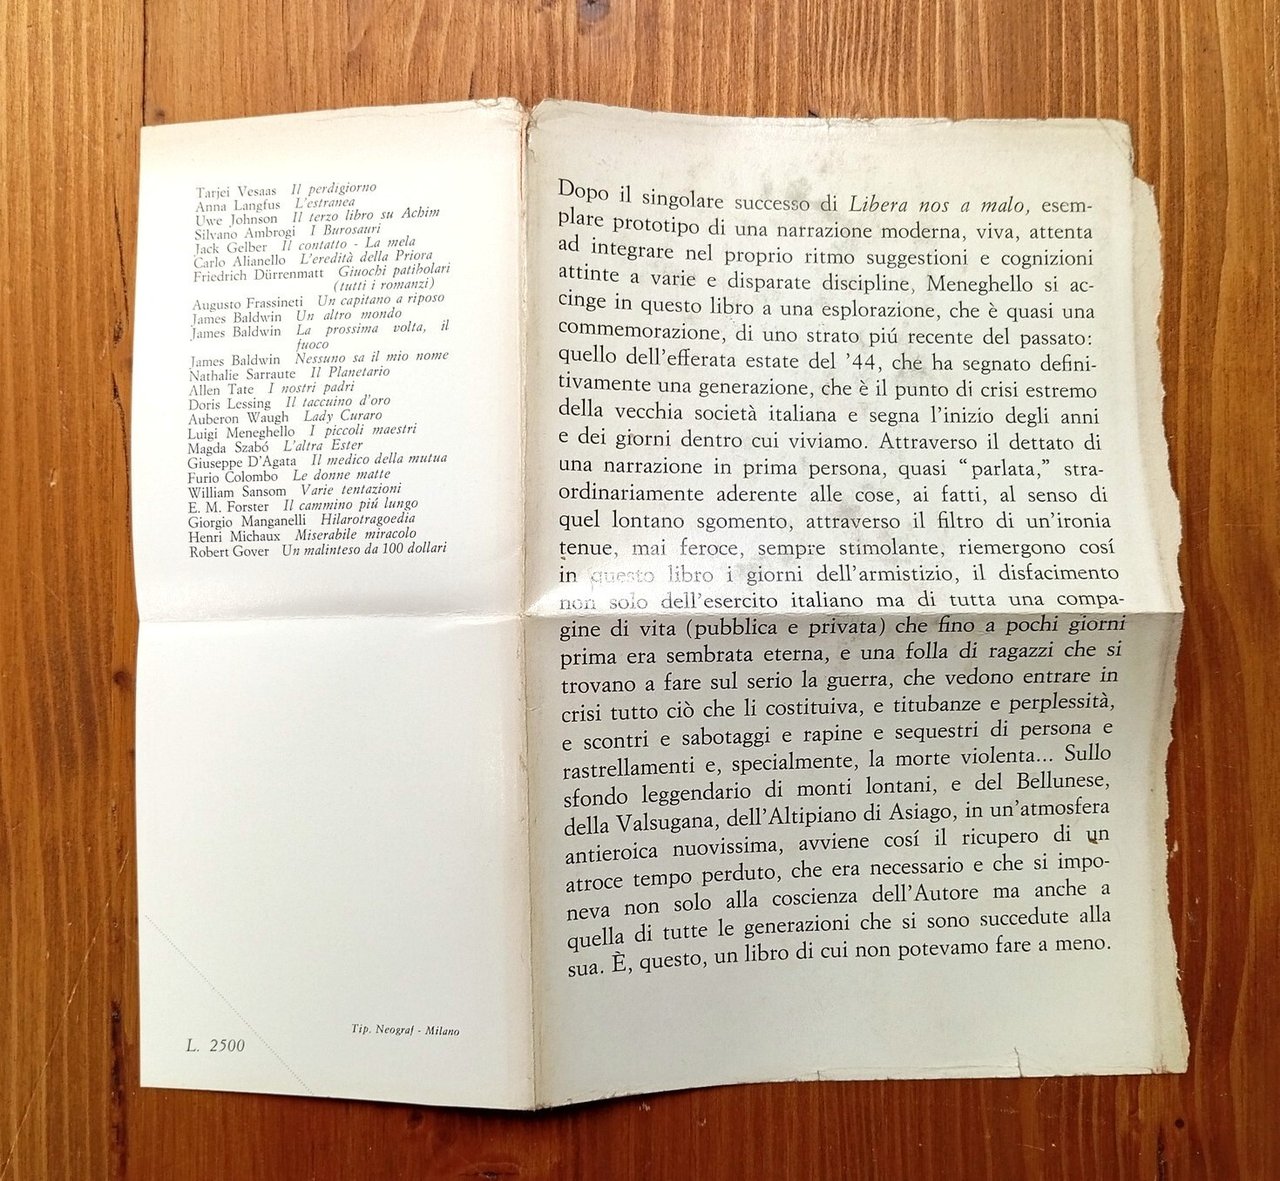 Tarjei Vesaas Il perdigiorno
Anna Langfus L'estranea
Uwe Johnson Il terzo libro su Achim
Silvano Ambrogi I Burosauri
Jack Gelber Il contatto - La mela
Carlo Alianello L'eredità della Priora
Friedrich Dürrenmatt Giuochi patibolari
(tutti i romanzi)
Augusto Frassineti Un capitano a riposo
James Baldwin Un altro mondo
James Baldwin La prossima volta, il
fuoco
James Baldwin Nessuno sa il mio nome
Nathalie Sarraute Il Planetario
Allen Tate I nostri padri
Doris Lessing Il taccuino d'oro
Auberon Waugh Lady Curaro
Luigi Meneghello I piccoli maestri
Magda Szabó L'altra Ester
Giuseppe D'Agata Il medico della mutua
Furio Colombo Le donne matte
William Sansom Varie tentazioni
E. M. Forster Il cammino piú lungo
Giorgio Manganelli Hilarotragoedia
Henri Michaux Miserabile miracolo
Robert Gover Un malinteso da 100 dollari
Tip. Neograf - Milano
L. 2500
Dopo il singolare successo di Libera nos a malo, esem-
plare prototipo di una narrazione moderna, viva, attenta
ad integrare nel proprio ritmo suggestioni e cognizioni
attinte a varie e disparate discipline, Meneghello si ac-
cinge in questo libro a una esplorazione, che è quasi una
commemorazione, di uno strato piú recente del passato:
quello dell'efferata estate del '44, che ha segnato defini-
tivamente una generazione, che è il punto di crisi estremo
della vecchia società italiana e segna l'inizio degli anni
e dei giorni dentro cui viviamo. Attraverso il dettato di
una narrazione in prima persona, quasi "parlata," stra-
ordinariamente aderente alle cose, ai fatti, al senso di
quel lontano sgomento, attraverso il filtro di un'ironia
tenue, mai feroce, sempre stimolante, riemergono cosí
in questo libro i giorni dell'armistizio, il disfacimento
non solo dell'esercito italiano ma di tutta una compa-
gine di vita (pubblica e privata) che fino a pochi giorni
prima era sembrata eterna, e una folla di ragazzi che si
trovano a fare sul serio la guerra, che vedono entrare in
crisi tutto ciò che li costituiva, e titubanze e perplessità,
e scontri e sabotaggi e rapine e sequestri di persona e
rastrellamenti e, specialmente, la morte violenta... Sullo
sfondo leggendario di monti lontani, e del Bellunese,
della Valsugana, dell'Altipiano di Asiago, in un'atmosfera
antieroica nuovissima, avviene cosí il ricupero di un
atroce tempo perduto, che era necessario e che si impo-
neva non solo alla coscienza dell'Autore ma anche a
quella di tutte le generazioni che si sono succedute alla
sua. È, questo, un libro di cui non potevamo fare a meno.